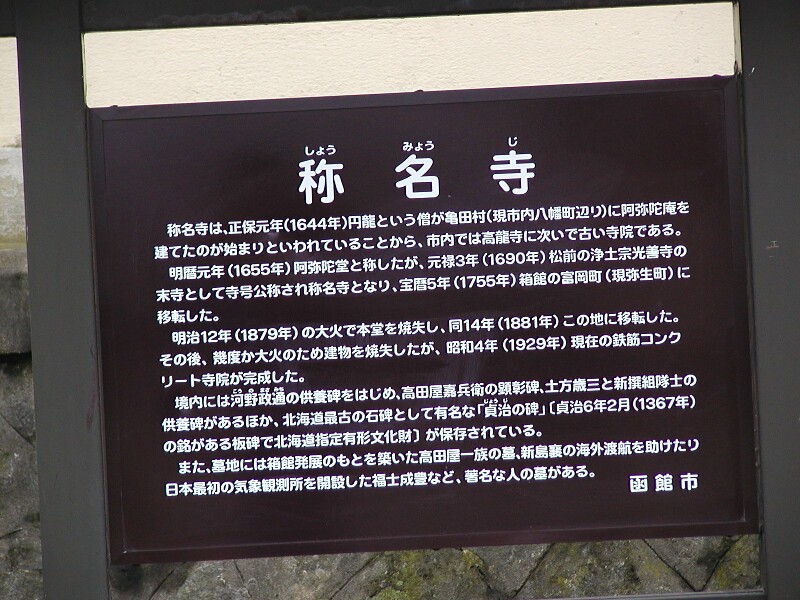 しょう みょう じ
称名寺
称名寺は、正保元年(1644年)円龍という僧が亀田村(現市内八幡町辺り)に阿弥陀庵を
建てたのが始まりといわれていることから、市内では高龍寺に次いで古い寺院である。
明暦元年(1655年)阿弥陀堂と称したが、元禄3年(1690年)松前の浄土宗光善寺の
末寺として寺号公称され称名寺となり、宝暦5年(1755年)箱館の富岡町(現弥生町)に
移転した。
明治12年(1879年)の大火で本堂を焼失し、同14年(1881年)この地に移転した。
その後、幾度か大火のため建物を焼失したが、昭和4年(1929年)現在の鉄筋コンク
リート寺院が完成した。
こうの まさみち
境内には河野政通の供養碑をはじめ、高田屋嘉兵衛の顕彰碑、土方歳三と新撰組隊士の
じょうじ
供養碑があるほか、北海道最古の石碑として有名な「貞治の碑」〔貞治6年2月(1367年)
の銘がある板碑で北海道指定有形文化財〕が保存されている。
また、墓地には箱館発展のもとを築いた高田屋一族の墓、新島襄の海外渡航を助けたり
日本最初の気象観測所を開設した福士成豊など、著名な人の墓がある。
函館市